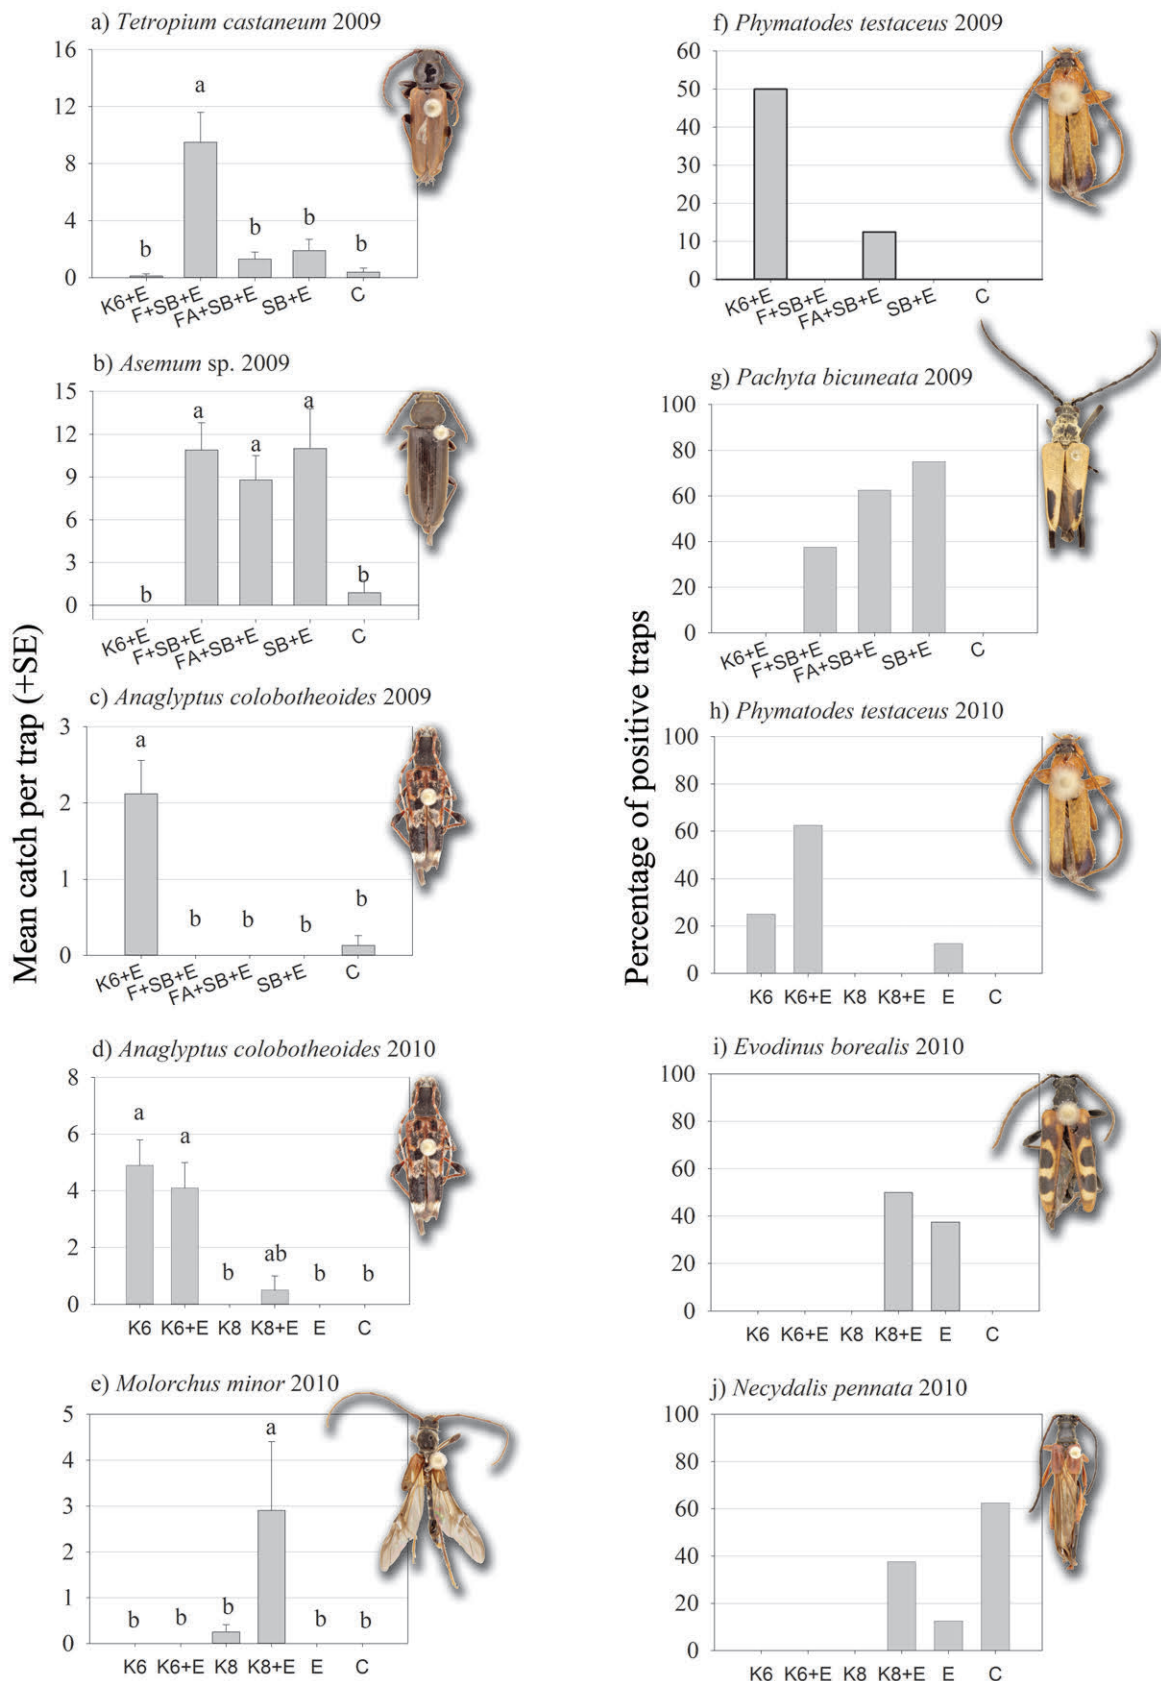 a) Tetropium castaneum 2009
16
12
8
4
0
a
b
b
b
b
K6+E
F+SB+E
FA+SB+E
SB+E
C
b) Asemum sp. 2009
15
12
9
6
3
0
b
a
a
a
b
K6+E
F+SB+E
FA+SB+E
SB+E
C
c) Anaglyptus colobotheoides 2009
3
2
1
0
a
b
b
b
b
K6+E
F+SB+E
FA+SB+E
SB+E
C
d) Anaglyptus colobotheoides 2010
8
6
4
2
0
a
a
b
ab
b
b
K6
K6+E
K8
K8+E
E
C
e) Molorchus minor 2010
5
4
3
2
1
0
b
b
b
a
b
b
K6
K6+E
K8
K8+E
E
C
Mean catch per trap (+SE)
f) Phymatodes testaceus 2009
60
50
40
30
20
10
0
K6+E
F+SB+E
FA+SB+E
SB+E
C
g) Pachyta bicuneata 2009
100
80
60
40
20
0
K6+E
F+SB+E
FA+SB+E
SB+E
C
h) Phymatodes testaceus 2010
100
80
60
40
20
0
K6
K6+E
K8
K8+E
E
C
i) Evodinus borealis 2010
100
80
60
40
20
0
K6
K6+E
K8
K8+E
E
C
j) Necydalis pennata 2010
100
80
60
40
20
0
K6
K6+E
K8
K8+E
E
C
Percentage of positive traps